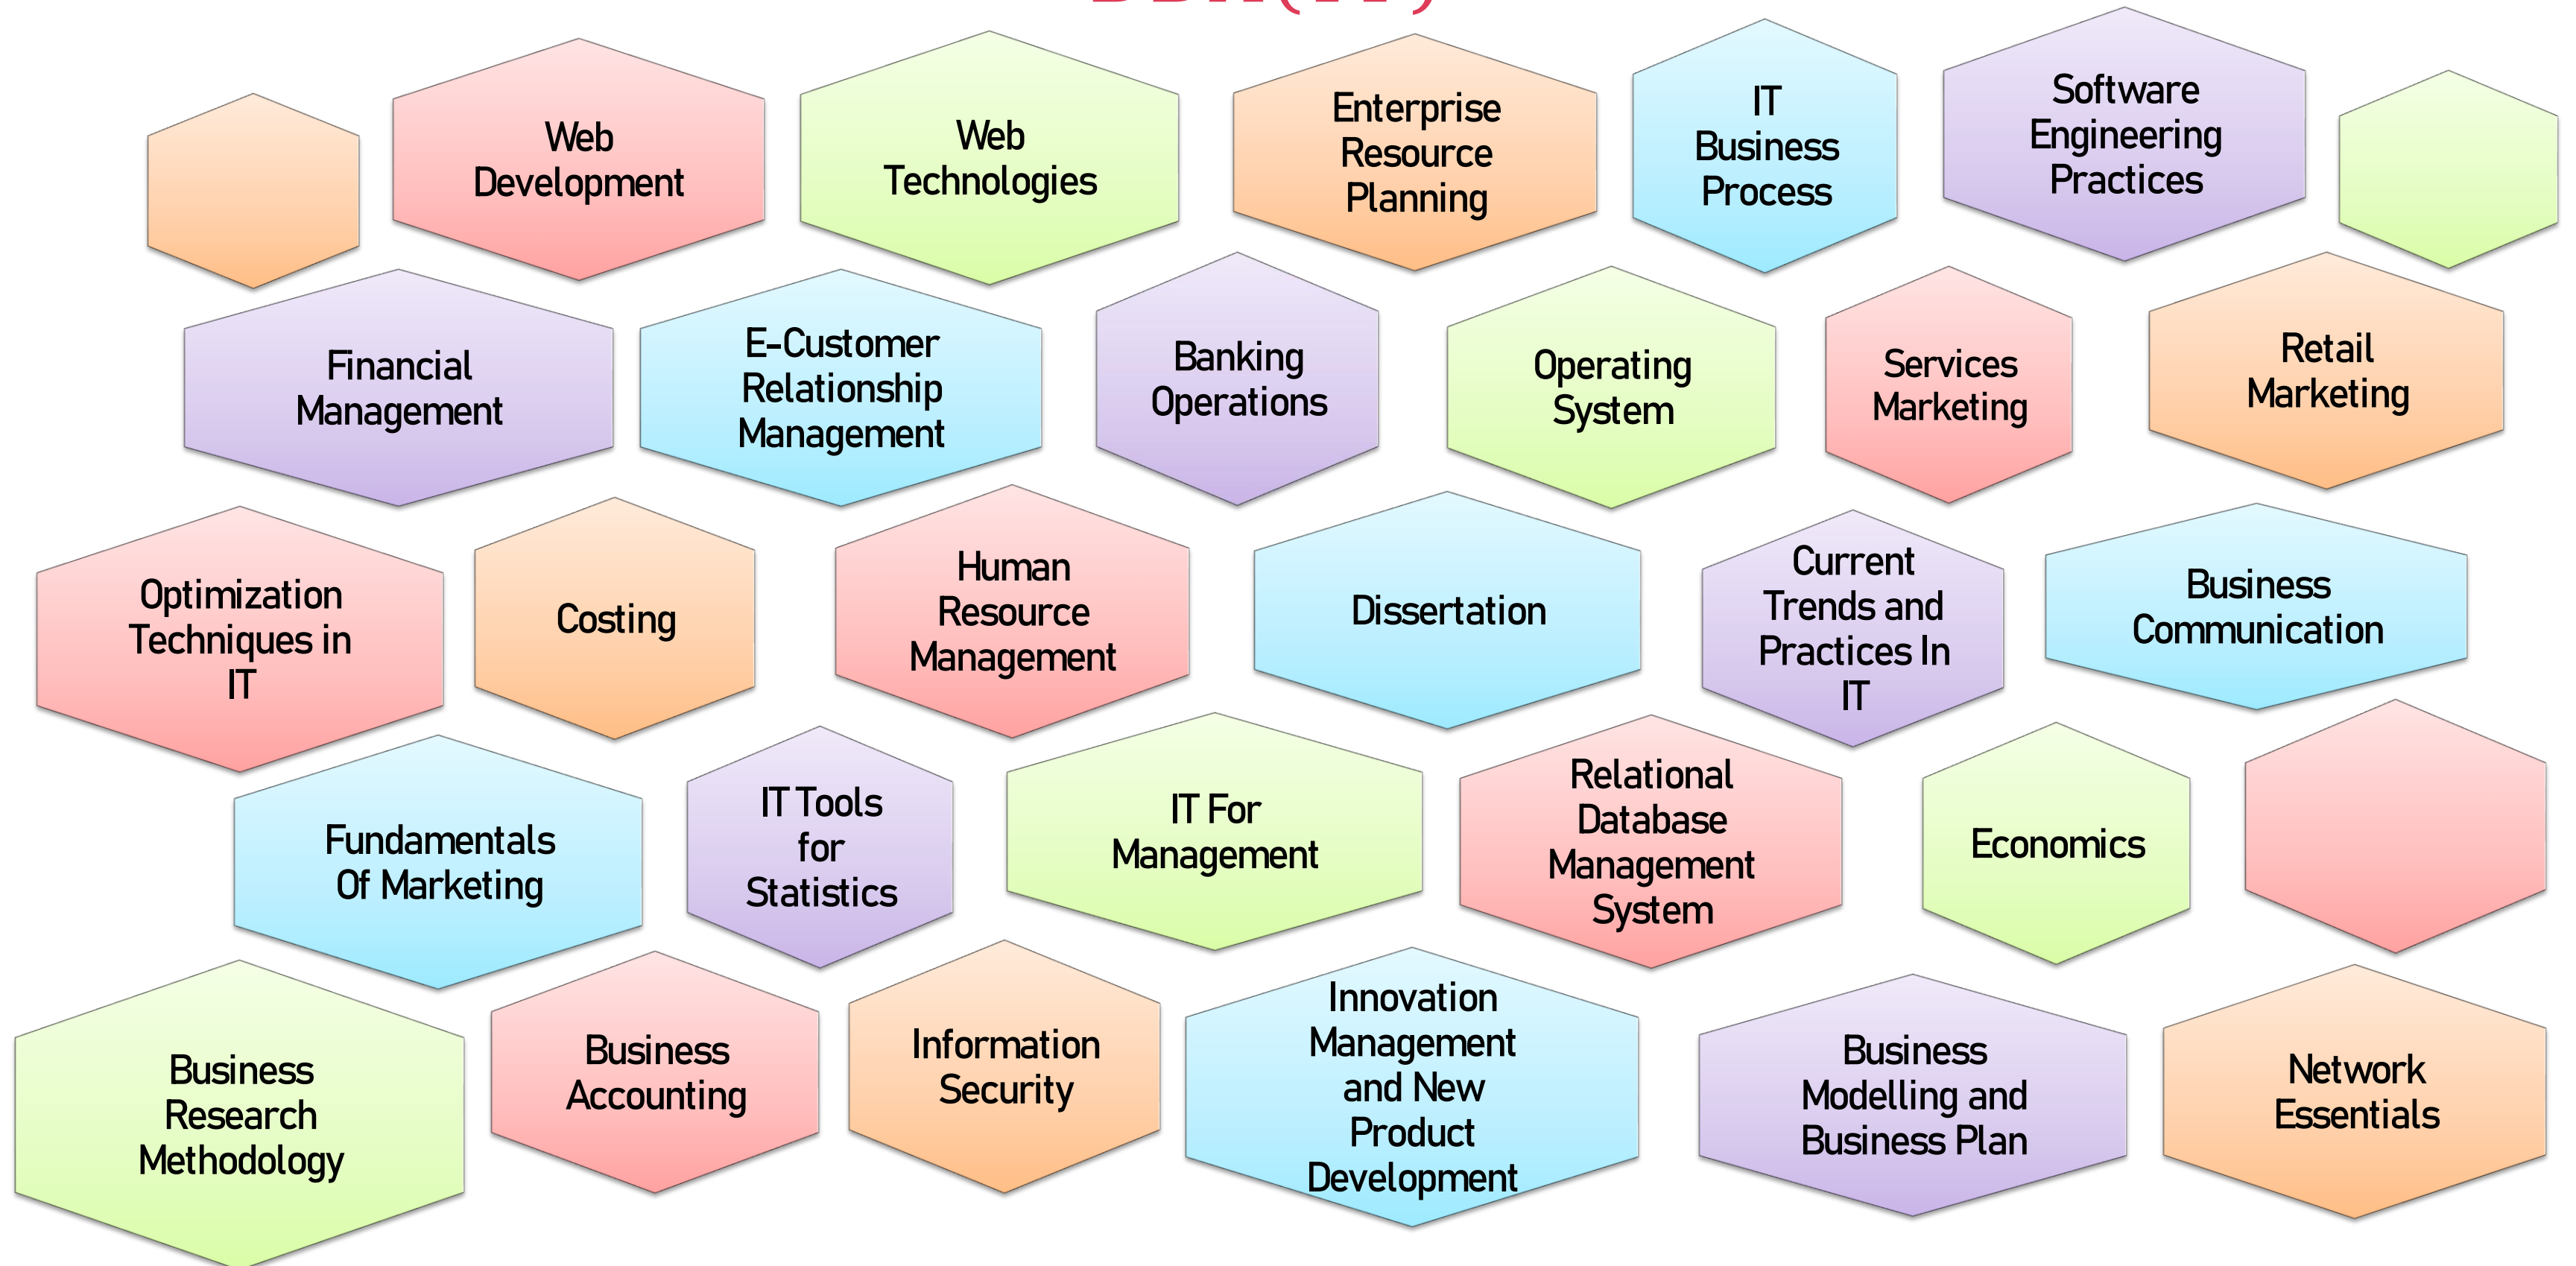 Web
Development
Web
Technologies
Enterprise
Resource
Planning
IT
Business
Process
Software
Engineering
Practices
Financial
Management
E-Customer
Relationship
Management
Banking
Operations
Operating
System
Services
Marketing
Retail
Marketing
Optimization
Techniques in
IT
Costing
Human
Resource
Management
Dissertation
Current
Trends and
Practices In
IT
Business
Communication
Fundamentals
Of Marketing
IT Tools
for
Statistics
IT For
Management
Relational
Database
Management
System
Economics
Business
Research
Methodology
Business
Accounting
Information
Security
Innovation
Management
and New
Product
Development
Business
Modelling and
Business Plan
Network
Essentials